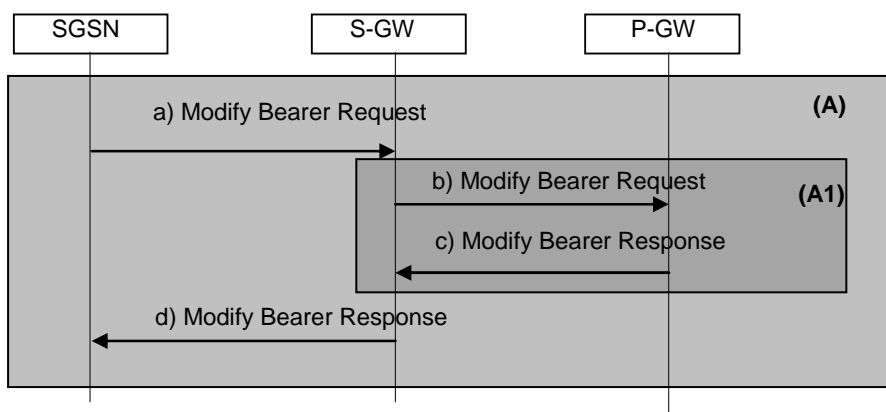 SGSN
S-GW
P-GW
(A)
a) Modify Bearer Request
b) Modify Bearer Request
(A1)
c) Modify Bearer Response
d) Modify Bearer Response